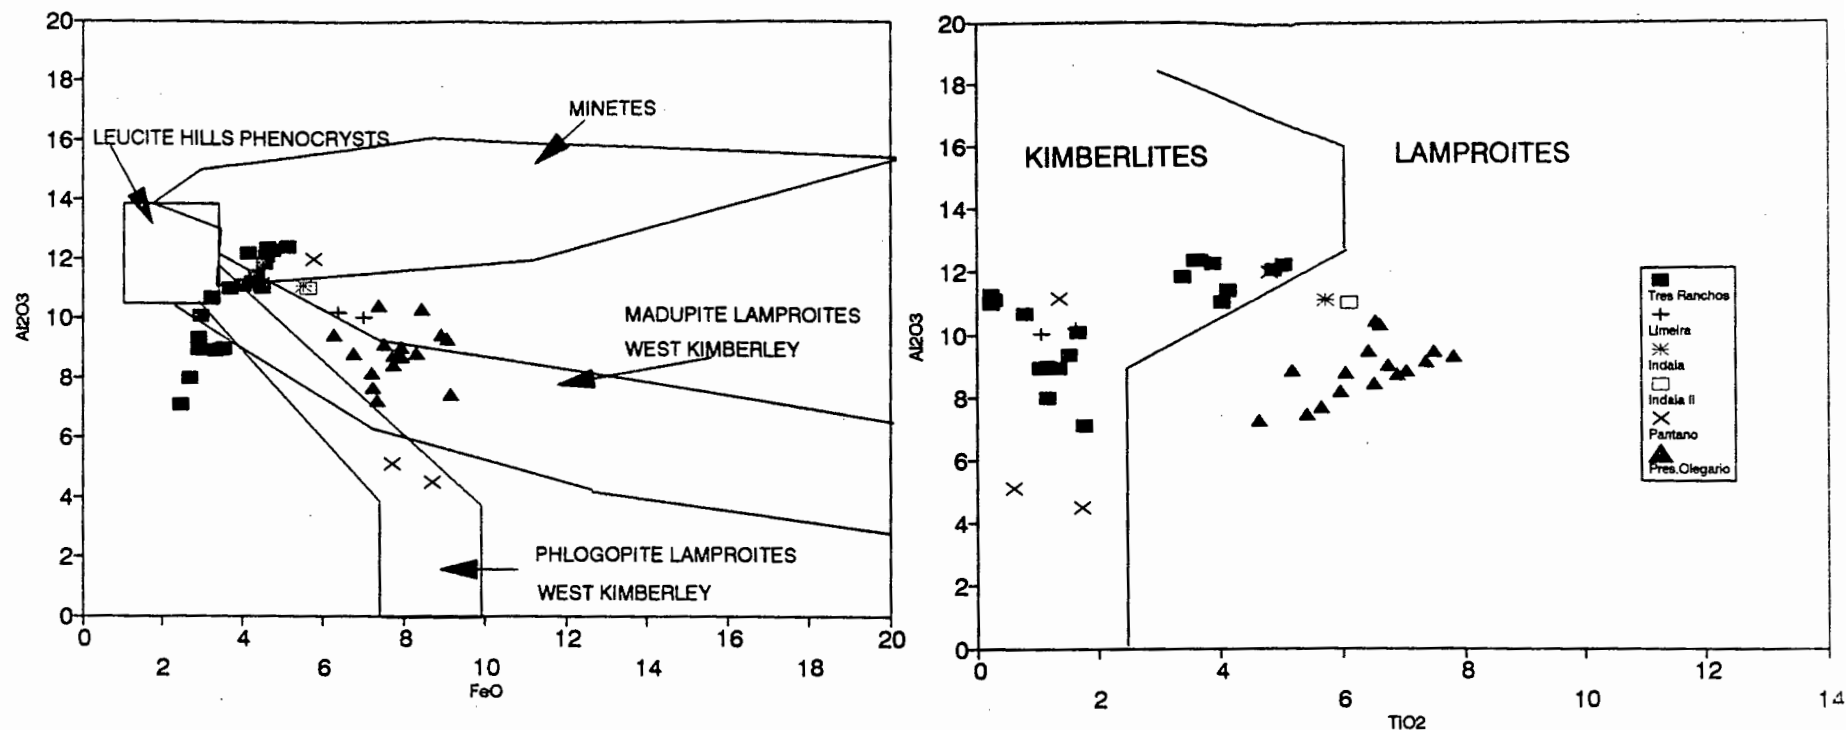 20
18
16
14
12
10
8
6
4
2
0
Al2O3
LEUCITE HILLS PHENOCRYSTS
MINETES
MADUPITE LAMPROITES
WEST KIMBERLEY
PHLOGOPITE LAMPROITES
WEST KIMBERLEY
0
4
8
12
16
20
2
6
10
14
18
FeO
20
18
16
14
12
10
8
6
4
2
0
Al2O3
KIMBERLITES
LAMPROITES
Tres Ranchos
Limeira
Indaia
Indaia II
Pantano
Pres.Olegario
0
4
8
12
2
6
10
14
TiO2